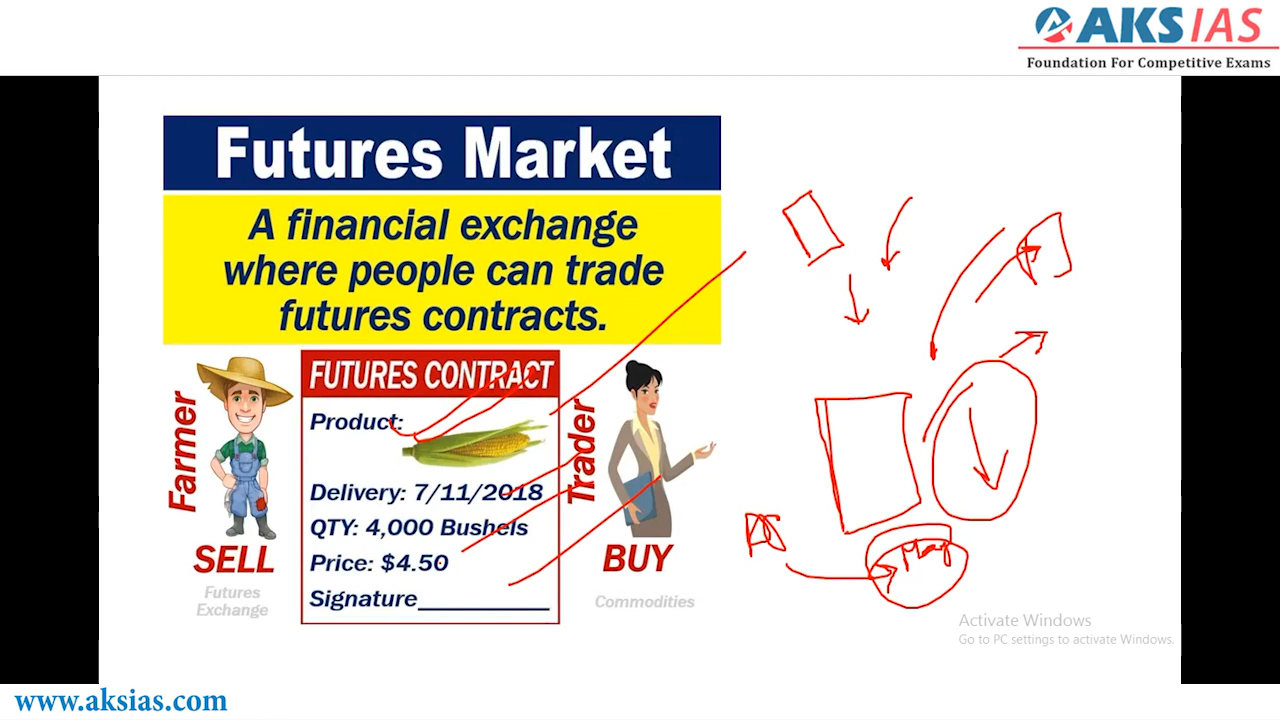 AKS IAS
Foundation For Competitive Exams
Futures Market
A financial exchange
where people can trade
futures contracts.
FUTURES CONTRACT
Product:
Delivery: 7/11/2018
QTY: 4,000 Bushels
Price: $4.50
Signature__________
Farmer
SELL
Futures
Exchange
Trader
BUY
Commodities
May
Activate Windows
Go to PC settings to activate Windows.
www.aksias.com